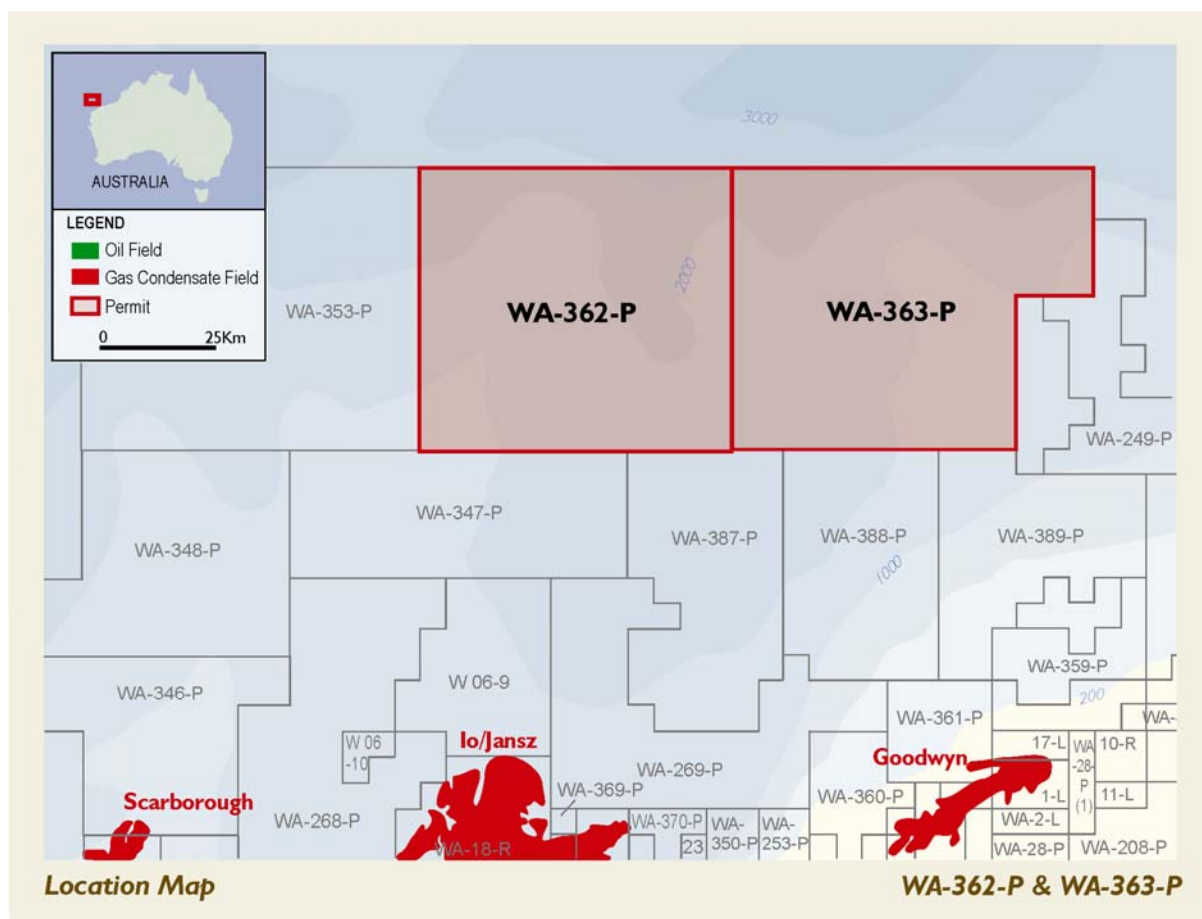 3000
AUSTRALIA
LEGEND
Oil Field
Gas Condensate Field
Permit
0 25Km
WA-353-P
WA-362-P
2000
WA-363-P
WA-249-P
WA-348-P
WA-347-P
WA-387-P
WA-388-P
1000
WA-389-P
WA-346-P
W 06-9
WA-359-P
200
WA-361-P
WA-
W 06
-10
Io/Jansz
Goodwyn
17-L
WA
-28-
P
(1)
10-R
Scarborough
WA-268-P
WA-369-P
WA-269-P
WA-360-P
1-L
11-L
WA-18-R
WA-370-P
23
WA-
350-P
WA-
253-P
WA-2-L
WA-28-P
WA-208-P
Location Map
WA-362-P & WA-363-P